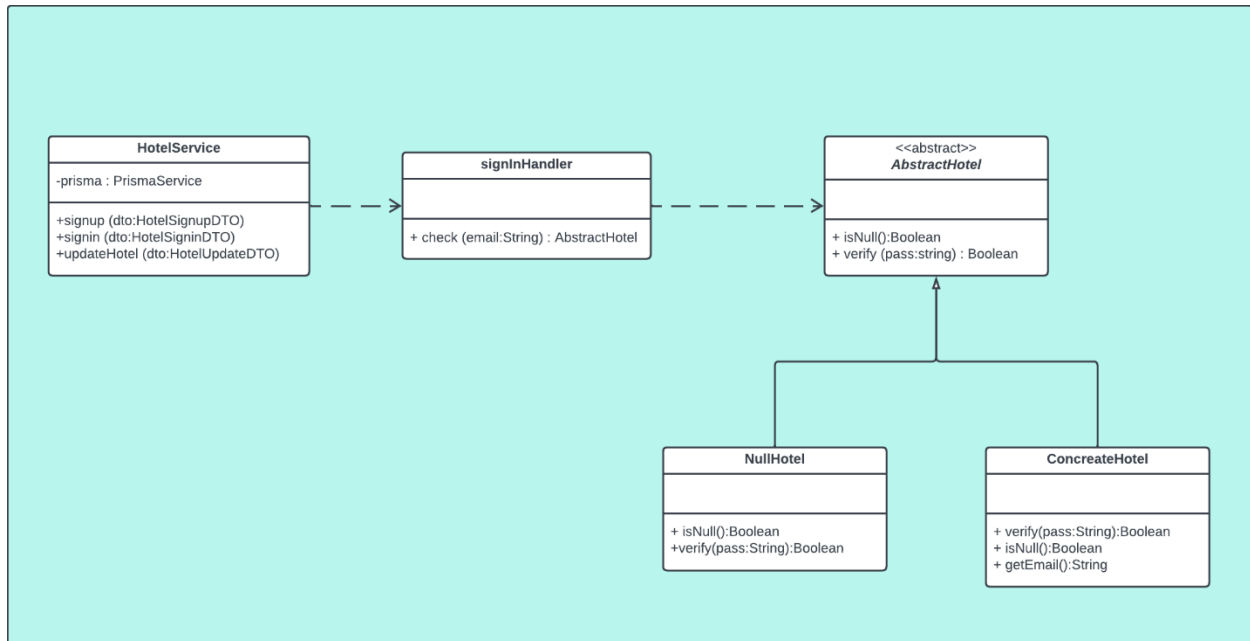 HotelService
-prisma : PrismaService
+signup (dto:HotelSignupDTO)
+signin (dto:HotelSigninDTO)
+updateHotel (dto:HotelUpdateDTO)
signInHandler
+ check (email:String) : AbstractHotel
<<abstract>>
AbstractHotel
+ isNull():Boolean
+ verify (pass:string) : Boolean
NullHotel
+ isNull():Boolean
+verify(pass:String):Boolean
ConcreateHotel
+ verify(pass:String):Boolean
+ isNull():Boolean
+ getEmail():String